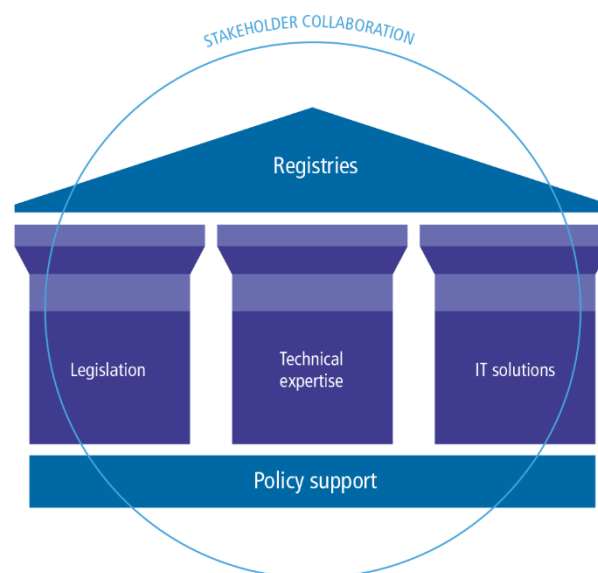 STAKEHOLDER COLLABORATION
Registries
Legislation
Technical
expertise
IT solutions
Policy support